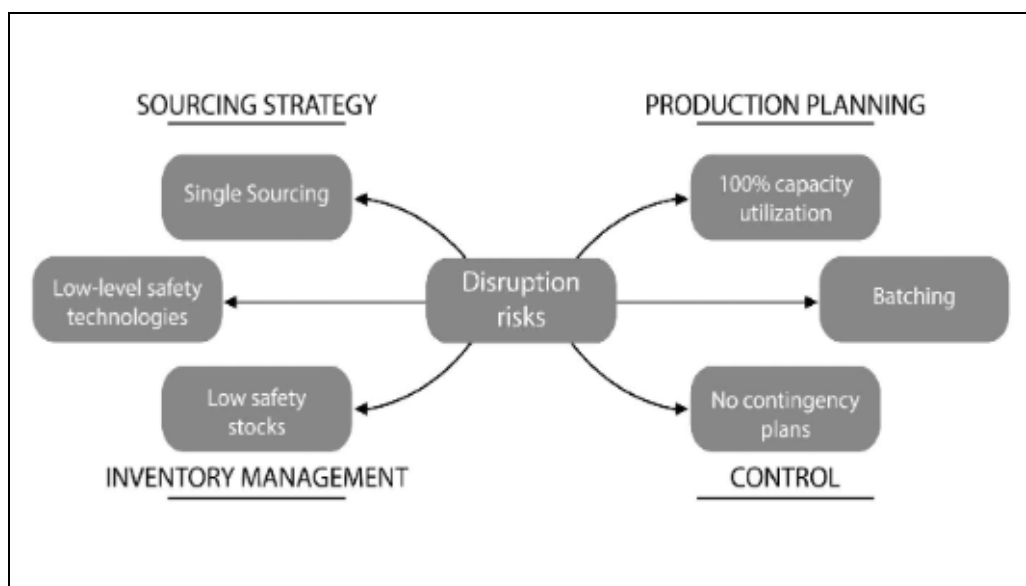 SOURCING STRATEGY
PRODUCTION PLANNING
Single Sourcing
100% capacity
utilization
Low-level safety
technologies
Disruption
risks
Batching
Low safety
stocks
No contingency
plans
INVENTORY MANAGEMENT
CONTROL